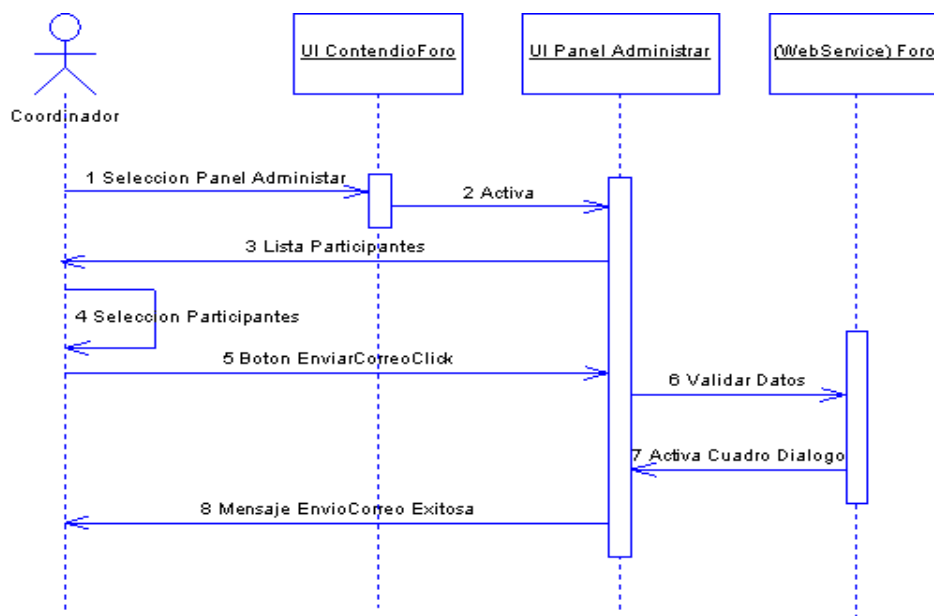 UI ContendioForo
UI Panel Administrar
(WebService) Foro
Coordinador
1 Seleccion Panel Administar
2 Activa
3 Lista Participantes
4 Seleccion Participantes
5 Boton EnviarCorreoClick
6 Validar Datos
7 Activa Cuadro Dialogo
8 Mensaje EnvioCorreo Exitosa